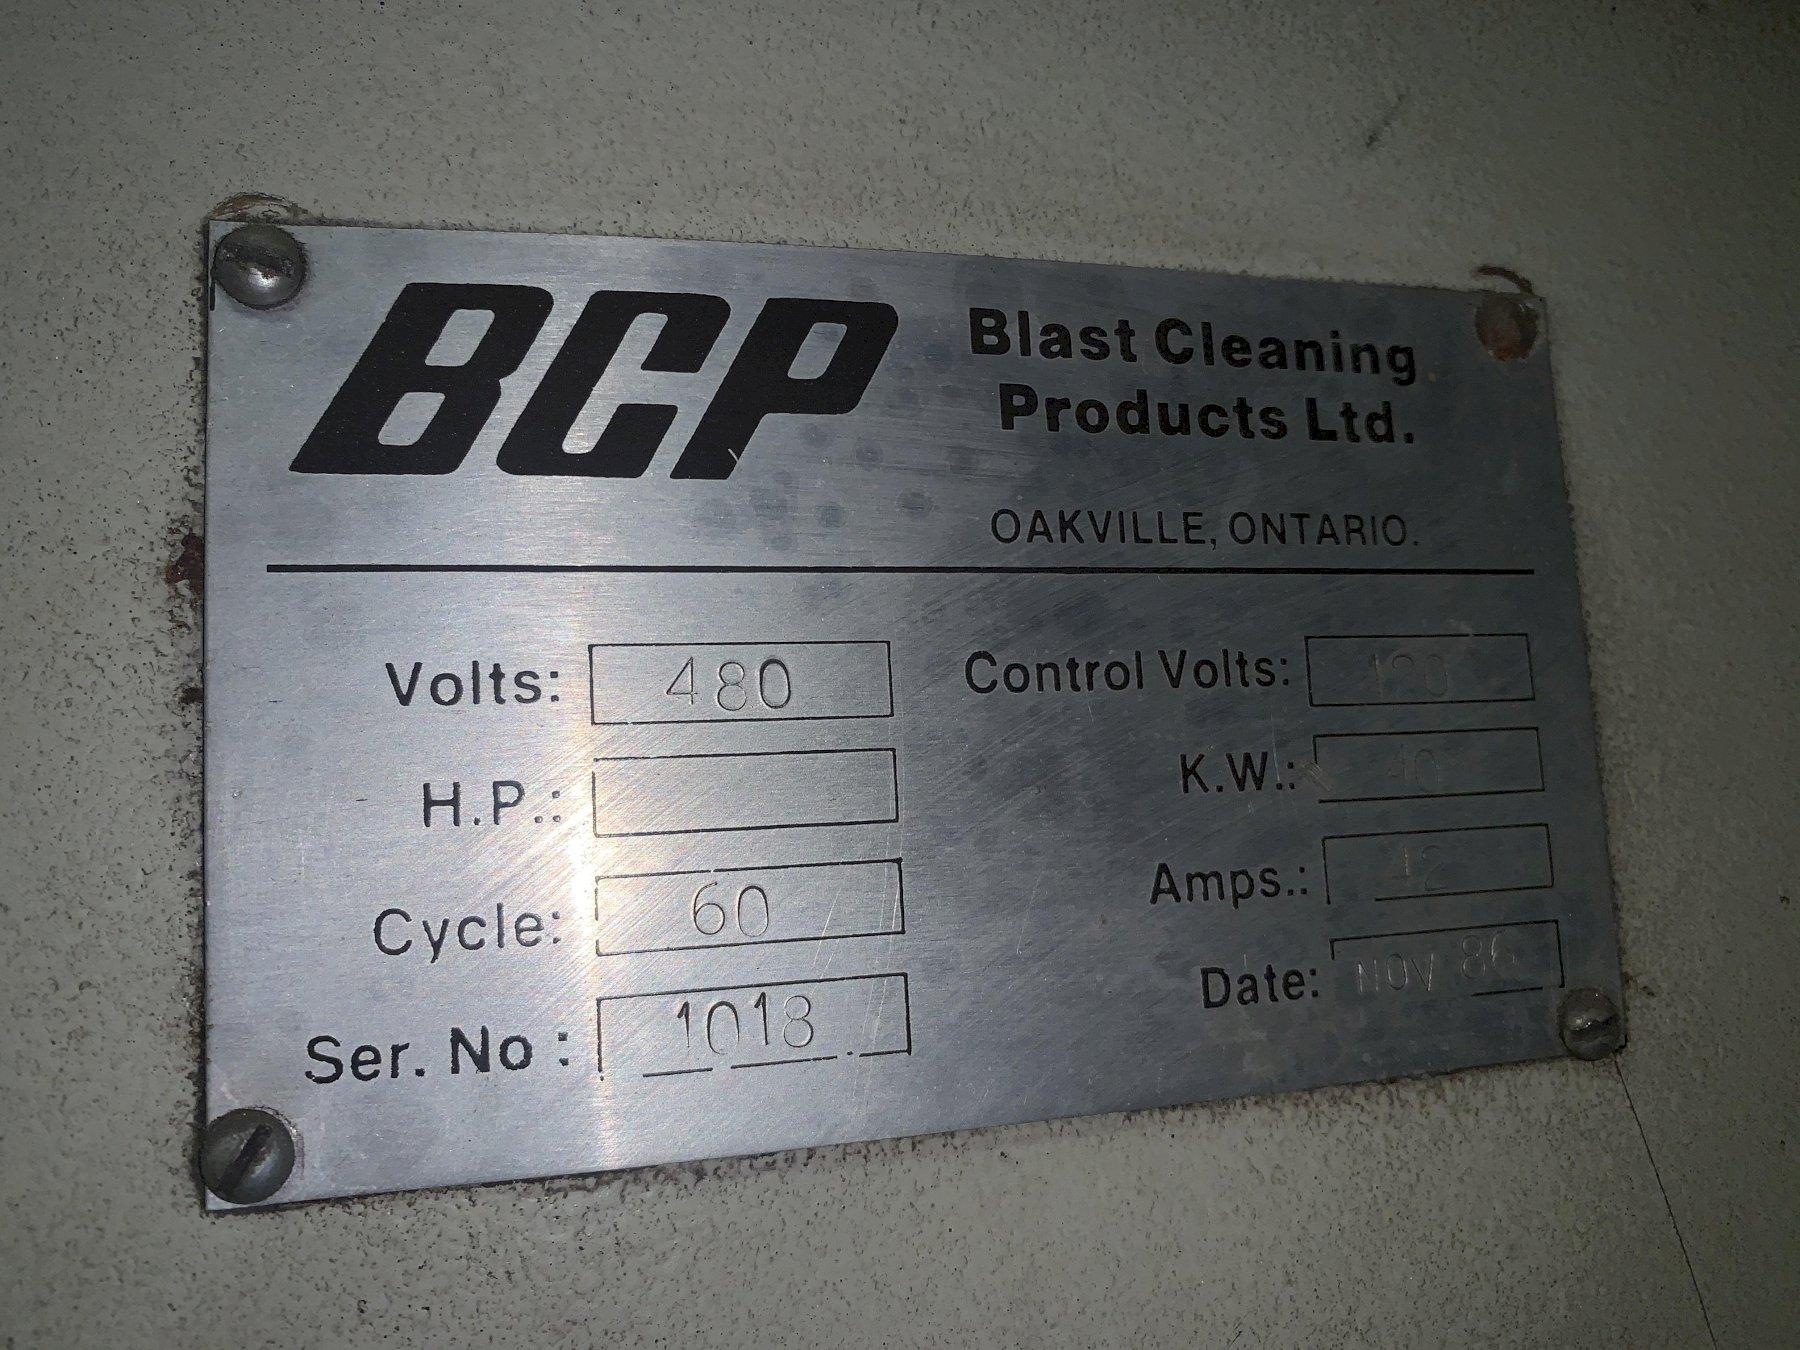 BCP
Blast Cleaning
Products Ltd.
OAKVILLE, ONTARIO.
Volts: 480
Control Volts: 120
H.P.:
K.W.: 40
Cycle: 60
Amps.: 42
Ser. No: 1018
Date: NOV 86